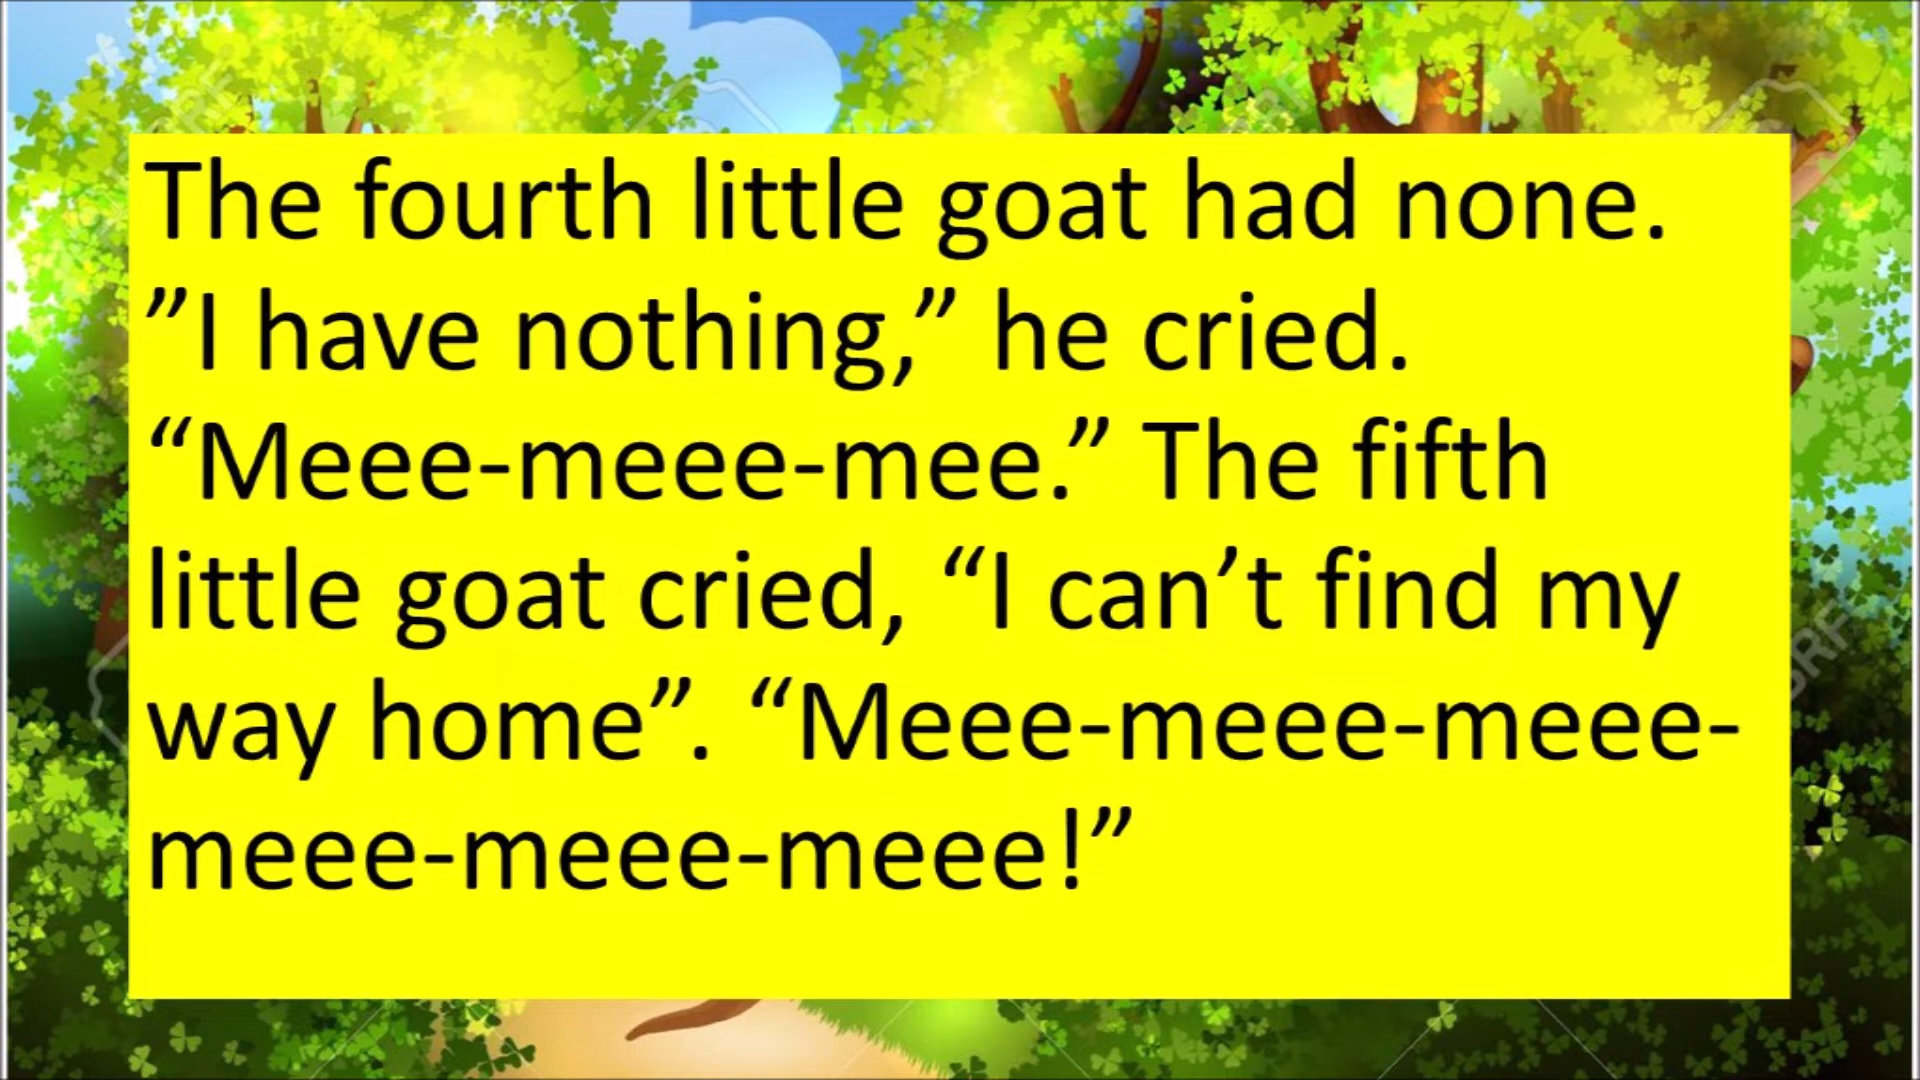 The fourth little goat had none.
”I have nothing,” he cried.
“Meee-meee-mee.” The fifth
little goat cried, “I can’t find my
way home”. “Meee-meee-meee-
meee-meee-meee!”